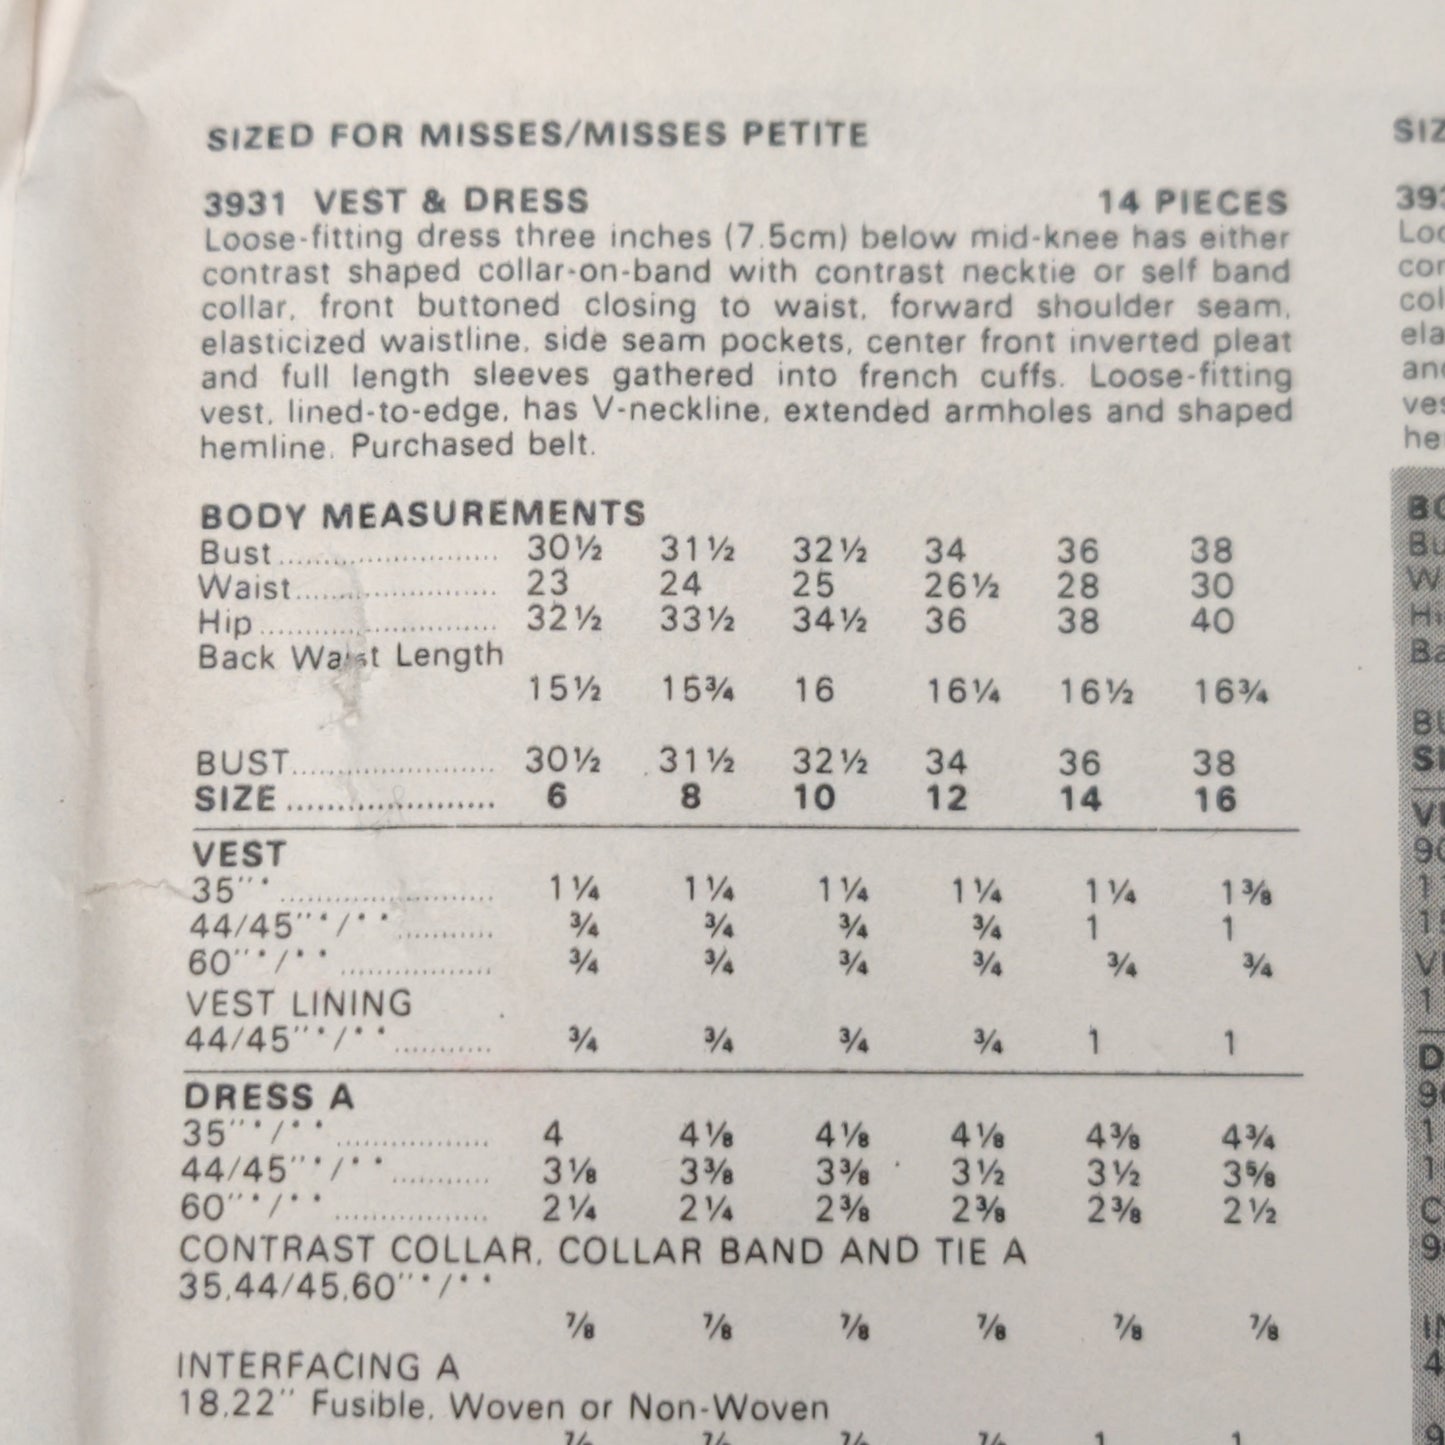 SIZED FOR MISSES/MISSES PETITE
3931 VEST & DRESS 14 PIECES
Loose-fitting dress three inches (7.5cm) below mid-knee has either
contrast shaped collar-on-band with contrast necktie or self band
collar, front buttoned closing to waist, forward shoulder seam,
elasticized waistline, side seam pockets, center front inverted pleat
and full length sleeves gathered into french cuffs. Loose-fitting
vest, lined-to-edge, has V-neckline, extended armholes and shaped
hemline. Purchased belt.
BODY MEASUREMENTS
Bust........................ 30½ 31½ 32½ 34 36 38
Waist...................... 23 24 25 26½ 28 30
Hip.......................... 32½ 33½ 34½ 36 38 40
Back Waist Length
15½ 15¾ 16 16¼ 16½ 16¾
BUST...................... 30½ 31½ 32½ 34 36 38
SIZE...................... 6 8 10 12 14 16
VEST
35"* ........................ 1¼ 1¼ 1¼ 1¼ 1¼ 1⅜
44/45"*/** ........... ¾ ¾ ¾ ¾ 1 1
60"*/** ................. ¾ ¾ ¾ ¾ ¾ ¾
VEST LINING
44/45"*/** ........... ¾ ¾ ¾ ¾ 1 1
DRESS A
35"*/** ................. 4 4⅛ 4⅛ 4⅛ 4⅜ 4¾
44/45"*/** ........... 3⅛ 3⅜ 3⅜ 3½ 3½ 3⅝
60"*/** ................. 2¼ 2¼ 2⅜ 2⅜ 2⅜ 2½
CONTRAST COLLAR, COLLAR BAND AND TIE A
35,44/45,60"*/**
⅞ ⅞ ⅞ ⅞ ⅞ ⅞
INTERFACING A
18,22" Fusible, Woven or Non-Woven